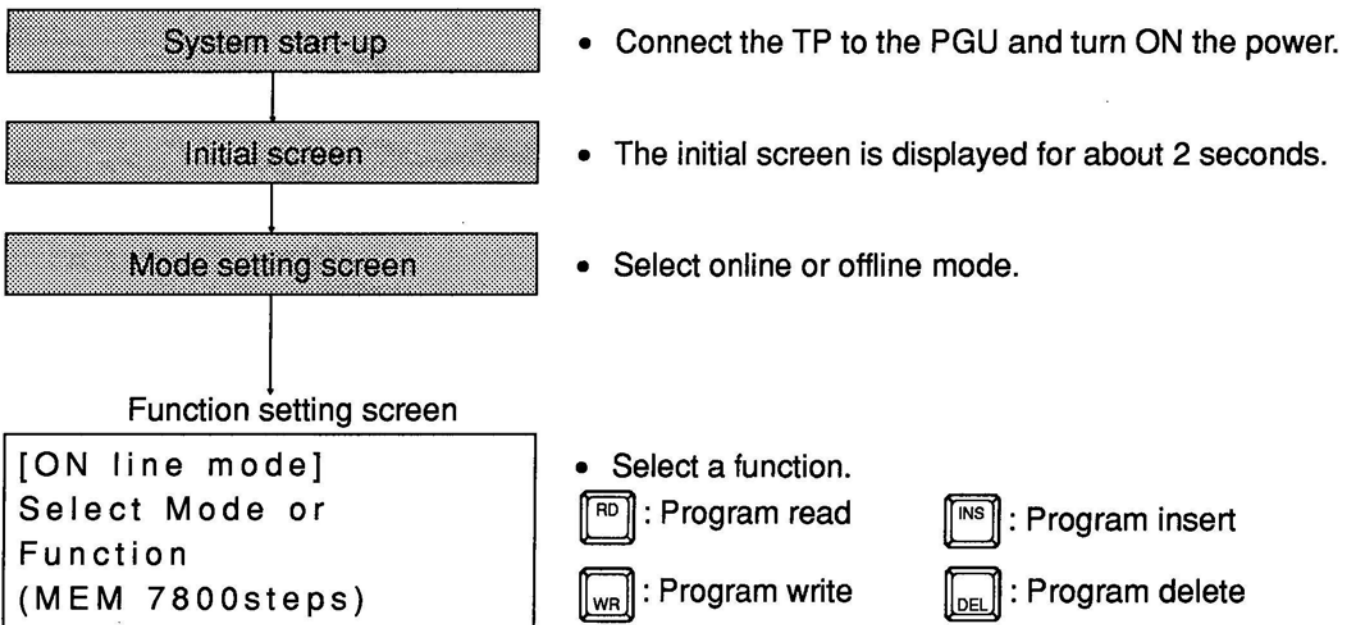 System start-up
• Connect the TP to the PGU and turn ON the power.
Initial screen
• The initial screen is displayed for about 2 seconds.
Mode setting screen
• Select online or offline mode.
Function setting screen
[ON line mode]
Select Mode or
Function
(MEM 7800steps)
• Select a function.
RD : Program read
INS : Program insert
WR : Program write
DEL : Program delete